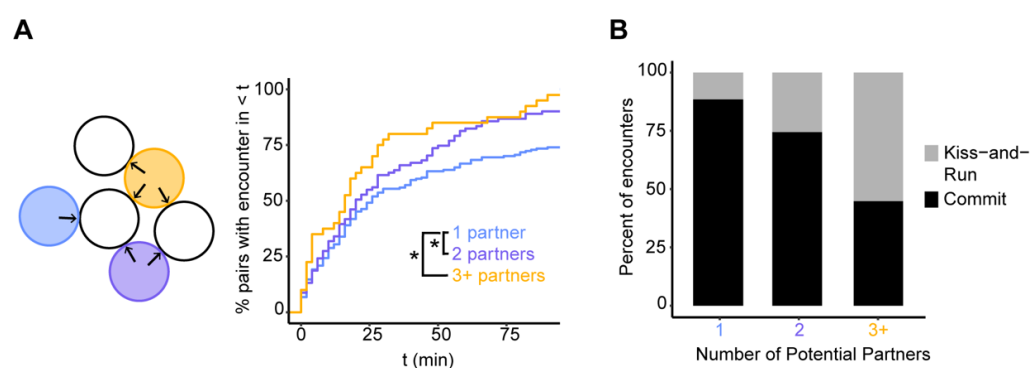 A
% pairs with encounter in < t
100
75
50
25
0
1 partner
2 partners
3+ partners
*
*
0
25
50
75
t (min)
B
Percent of encounters
100
75
50
25
0
Kiss−and−
Run
Commit
1
2
3+
Number of Potential Partners